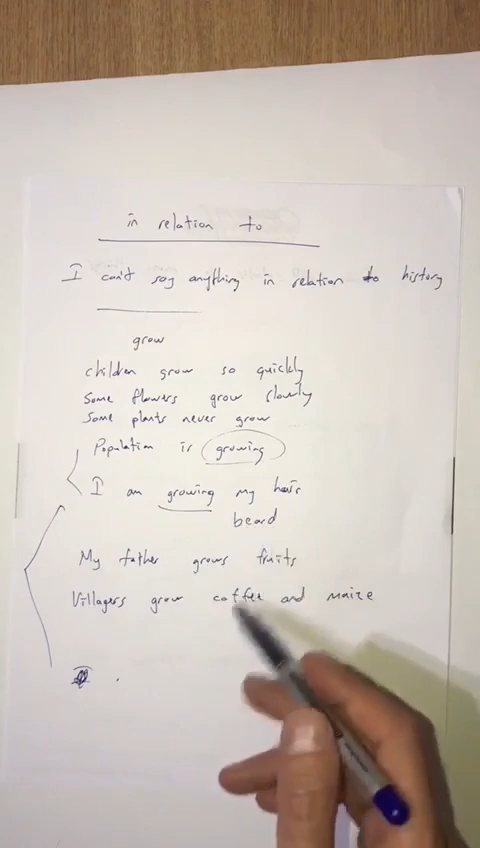 in relation to
I can't say anything in relation to history
grow
children grow so quickly
Some flowers grow slowly
Some plants never grow
Population is growing
I am growing my hair
beard
My father grows fruits
Villagers grow coffee and maize